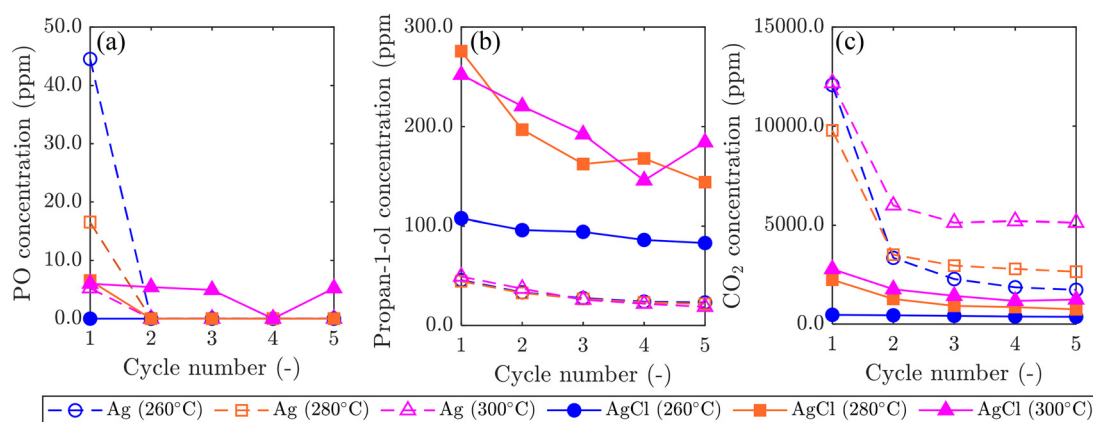 (a)
PO concentration (ppm)
50.0
40.0
30.0
20.0
10.0
0.0
1 2 3 4 5
Cycle number (-)
(b)
Propan-1-ol concentration (ppm
300.0
200.0
100.0
0.0
1 2 3 4 5
Cycle number (-)
(c)
CO₂ concentration (ppm)
15000.0
10000.0
5000.0
0.0
1 2 3 4 5
Cycle number (-)
Ag (260°C) Ag (280°C) Ag (300°C) AgCl (260°C) AgCl (280°C) AgCl (300°C)